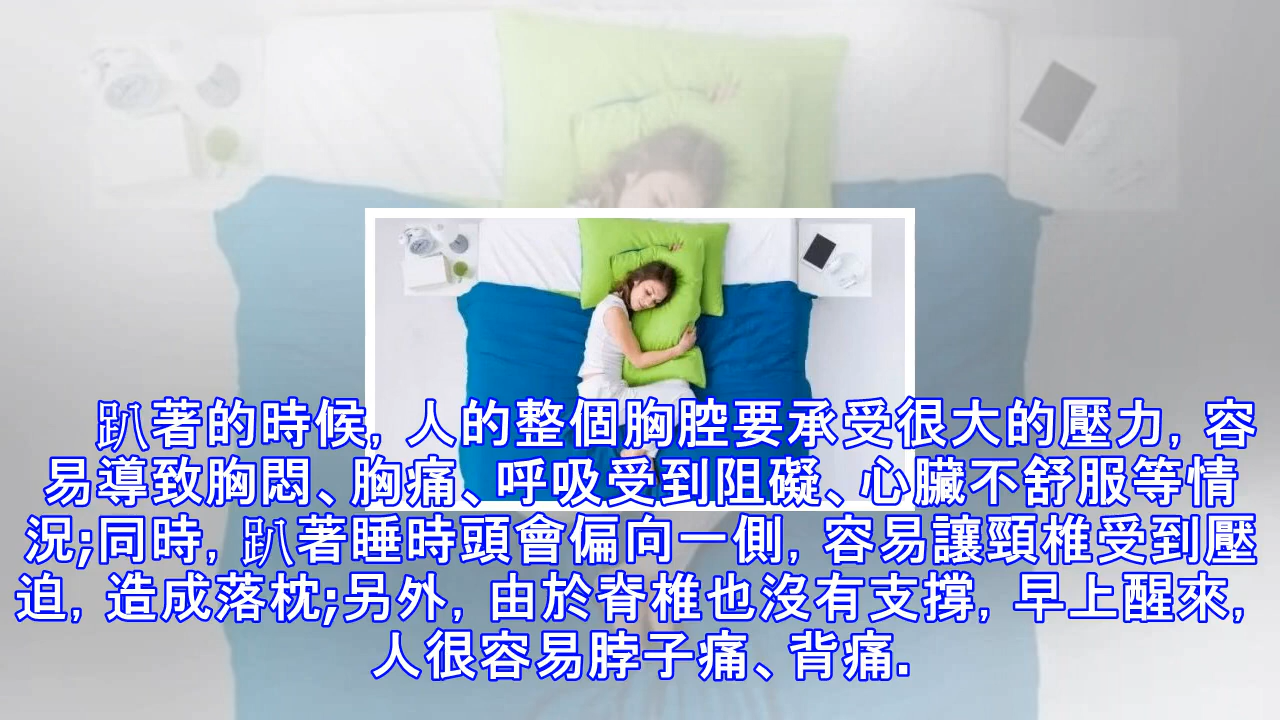 趴著的時候, 人的整個胸腔要承受很大的壓力, 容
易導致胸悶、胸痛、呼吸受到阻礙、心臟不舒服等情
況;同時, 趴著睡時頭會偏向一側, 容易讓頸椎受到壓
迫, 造成落枕;另外, 由於脊椎也沒有支撐, 早上醒來,
人很容易脖子痛、背痛.